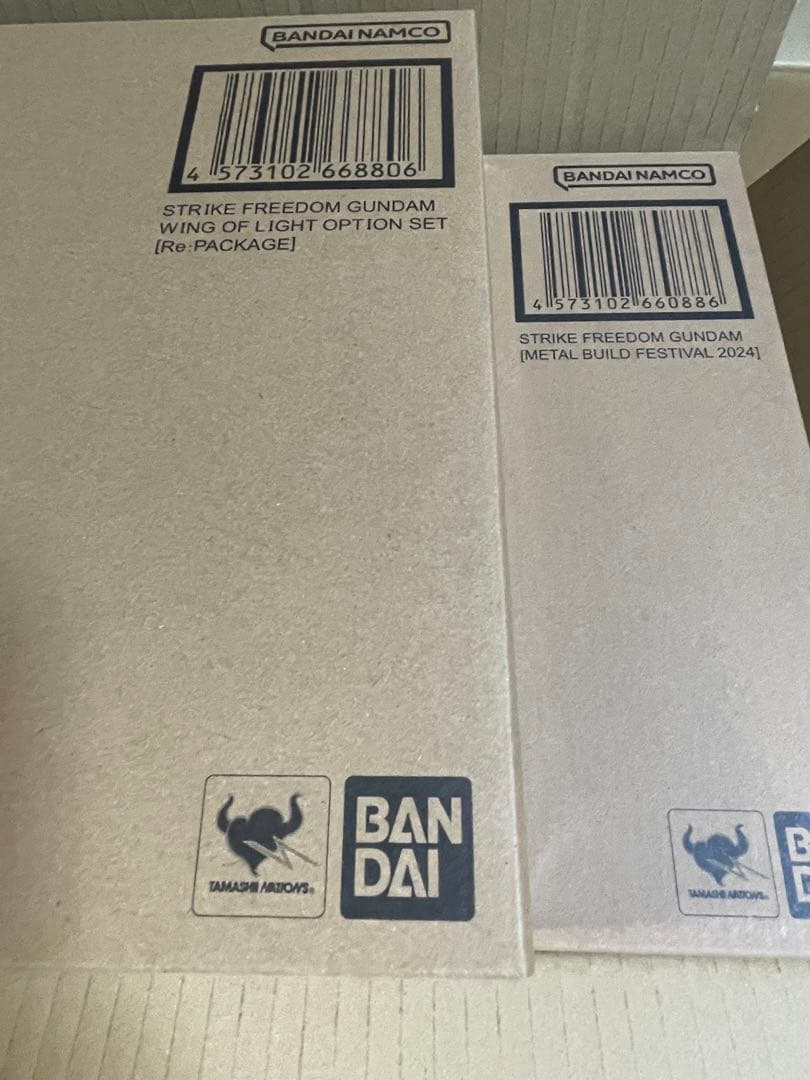 BANDAI NAMCO
4 573102 668806
STRIKE FREEDOM GUNDAM
WING OF LIGHT OPTION SET
[Re:PACKAGE]
TAMASHII NATIONS
BAN
DAI
BANDAI NAMCO
4 573102 660886
STRIKE FREEDOM GUNDAM
[METAL BUILD FESTIVAL 2024]
TAMASHII NATIONS
B
D